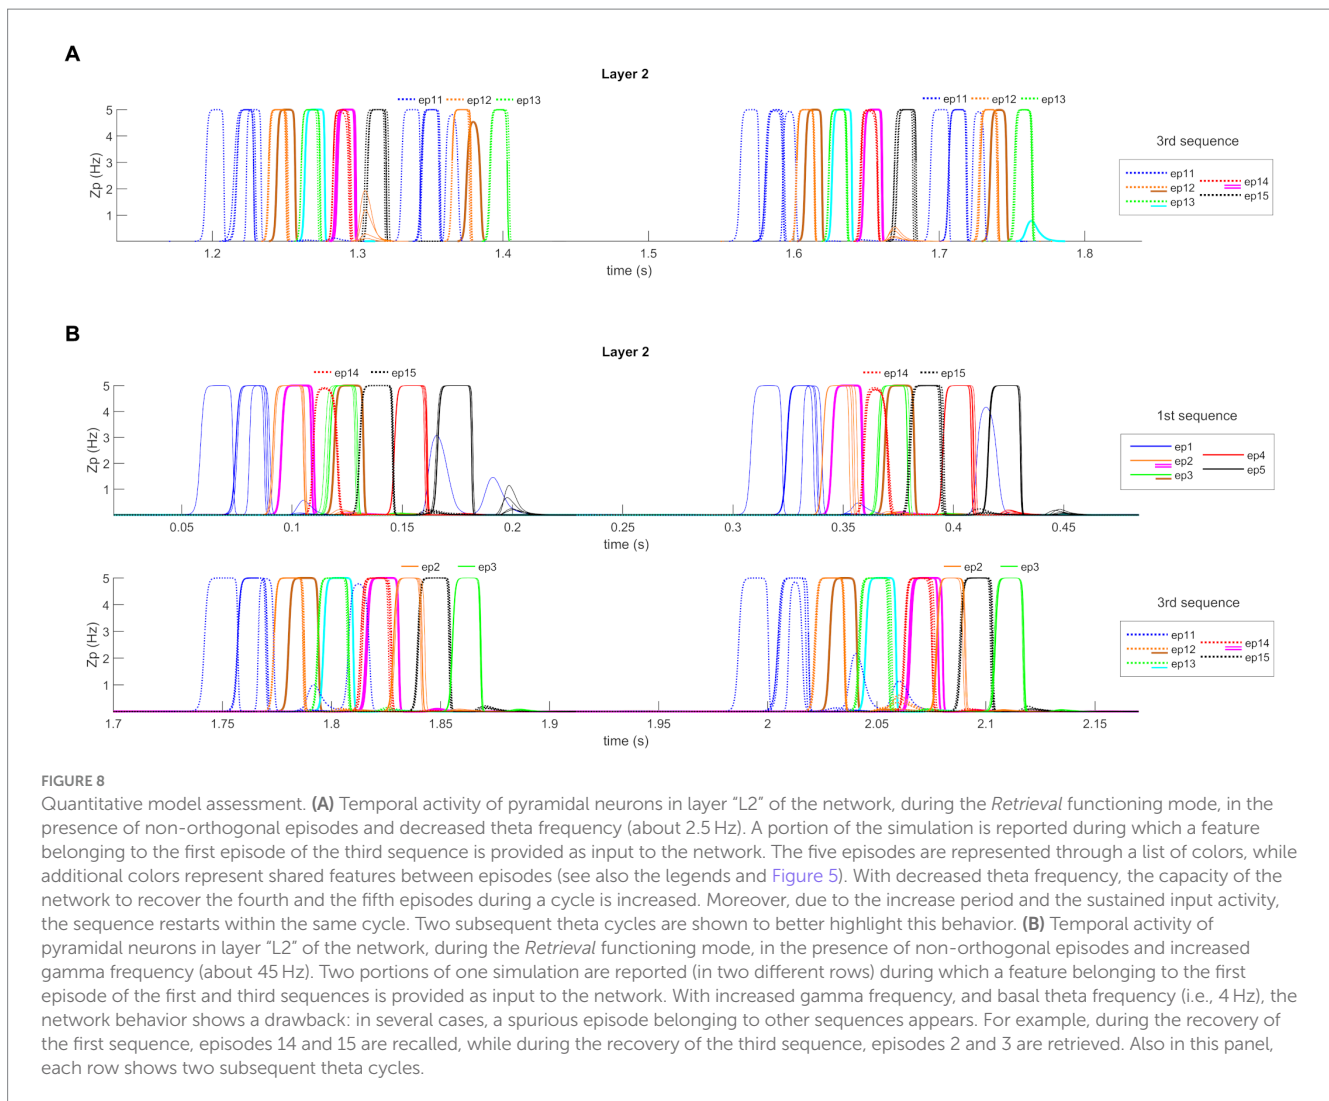 A
Layer 2
ep11 ep12 ep13
ep11 ep12 ep13
5
4
3
2
1
Zp (Hz)
1.2 1.3 1.4 1.5 1.6 1.7 1.8
time (s)
3rd sequence
ep11
ep12
ep13
ep14
ep15
B
Layer 2
ep14 ep15
ep14 ep15
5
4
3
2
1
Zp (Hz)
0.05 0.1 0.15 0.2 0.25 0.3 0.35 0.4 0.45
time (s)
1st sequence
ep1
ep2
ep3
ep4
ep5
ep2 ep3
ep2 ep3
5
4
3
2
1
Zp (Hz)
1.7 1.75 1.8 1.85 1.9 1.95 2 2.05 2.1 2.15
time (s)
3rd sequence
ep11
ep12
ep13
ep14
ep15
FIGURE 8
Quantitative model assessment. (A) Temporal activity of pyramidal neurons in layer “L2” of the network, during the Retrieval functioning mode, in the
presence of non-orthogonal episodes and decreased theta frequency (about 2.5 Hz). A portion of the simulation is reported during which a feature
belonging to the first episode of the third sequence is provided as input to the network. The five episodes are represented through a list of colors, while
additional colors represent shared features between episodes (see also the legends and Figure 5). With decreased theta frequency, the capacity of the
network to recover the fourth and the fifth episodes during a cycle is increased. Moreover, due to the increase period and the sustained input activity,
the sequence restarts within the same cycle. Two subsequent theta cycles are shown to better highlight this behavior. (B) Temporal activity of
pyramidal neurons in layer “L2” of the network, during the Retrieval functioning mode, in the presence of non-orthogonal episodes and increased
gamma frequency (about 45 Hz). Two portions of one simulation are reported (in two different rows) during which a feature belonging to the first
episode of the first and third sequences is provided as input to the network. With increased gamma frequency, and basal theta frequency (i.e., 4 Hz), the
network behavior shows a drawback: in several cases, a spurious episode belonging to other sequences appears. For example, during the recovery of
the first sequence, episodes 14 and 15 are recalled, while during the recovery of the third sequence, episodes 2 and 3 are retrieved. Also in this panel,
each row shows two subsequent theta cycles.